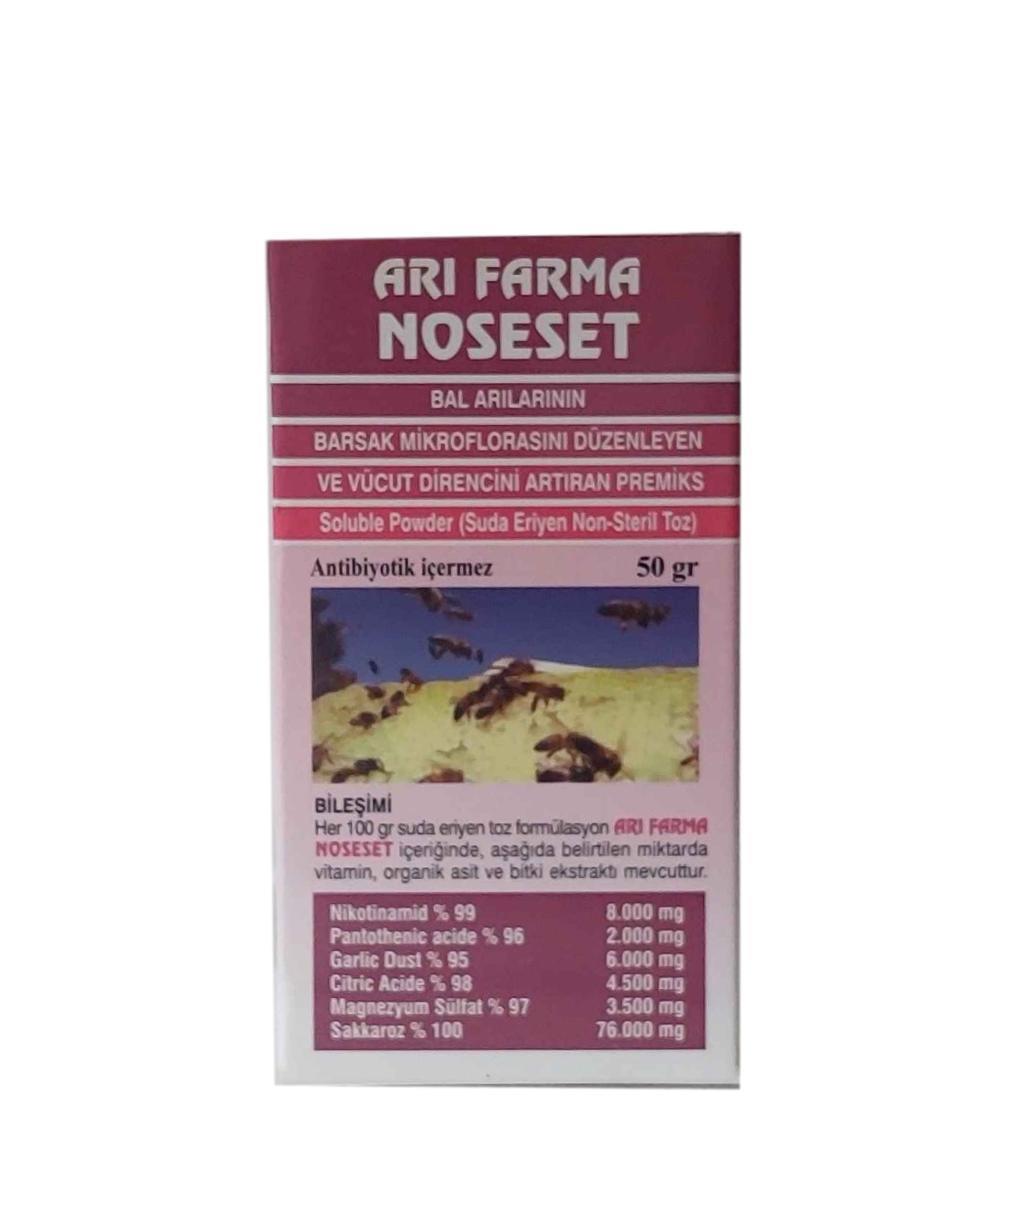 ARI FARMA
NOSESET
BAL ARILARININ
BARSAK MİKROFLORASINI DÜZENLEYEN
VE VÜCUT DİRENCİNİ ARTIRAN PREMİKS
Soluble Powder (Suda Eriyen Non-Steril Toz)
Antibiyotik içermez 50 gr
BİLEŞİMİ
Her 100 gr suda eriyen toz formülasyon ARI FARMA
NOSESET içeriğinde, aşağıda belirtilen miktarda
vitamin, organik asit ve bitki ekstraktı mevcuttur.
Nikotinamid % 99 8.000 mg
Pantothenic acide % 96 2.000 mg
Garlic Dust % 95 6.000 mg
Citric Acide % 98 4.500 mg
Magnezyum Sülfat % 97 3.500 mg
Sakkaroz % 100 76.000 mg